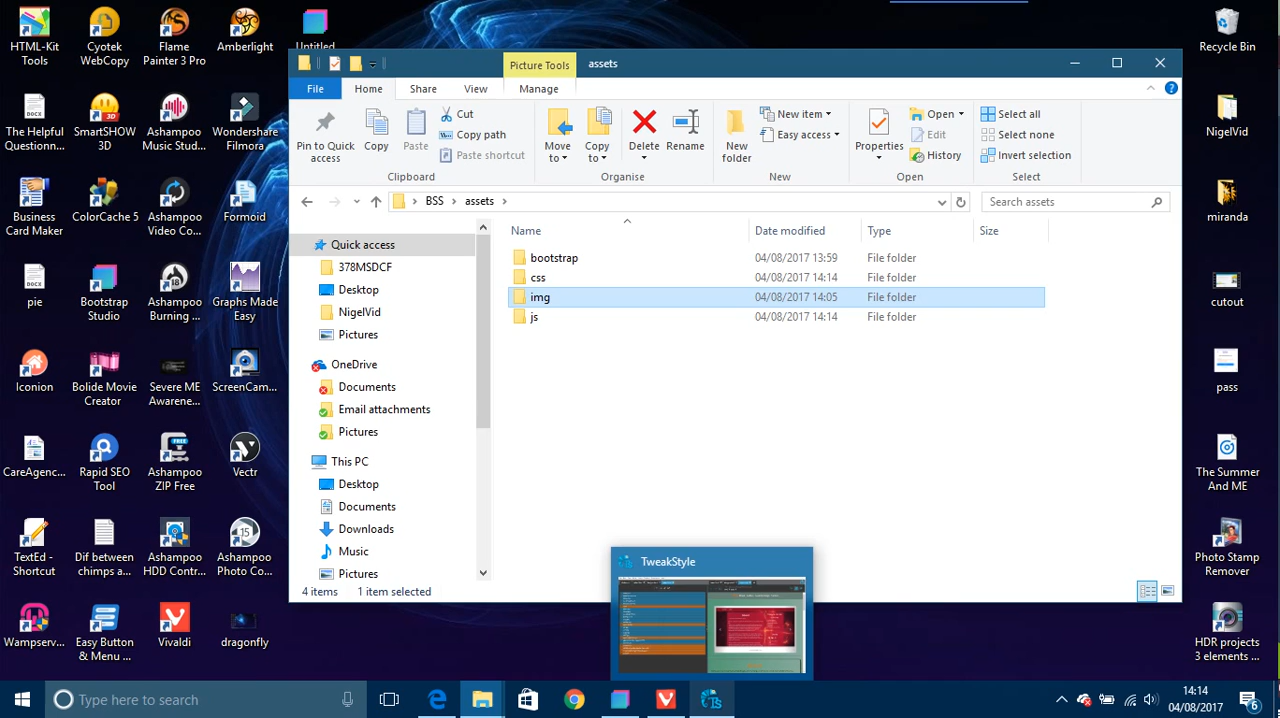 HTML-Kit
Tools
Cyotek
WebCopy
Flame
Painter 3 Pro
Amberlight
Untitled
Recycle Bin
Picture Tools
assets
File
Home
Share
View
Manage
Pin to Quick
access
Copy
Paste
Cut
Copy path
Paste shortcut
Clipboard
Move
to
Copy
to
Delete
Rename
Organise
New
folder
New item
Easy access
New
Properties
Open
Edit
History
Open
Select all
Select none
Invert selection
Select
The Helpful
Questionn...
SmartSHOW
3D
Ashampoo
Music Stud...
Wondershare
Filmora
NigelVid
BSS
assets
Search assets
Business
Card Maker
ColorCache 5
Ashampoo
Video Co...
Formoid
miranda
Quick access
378MSDCF
Desktop
NigelVid
Pictures
OneDrive
Documents
Email attachments
Pictures
This PC
Desktop
Documents
Downloads
Music
Pictures
Name
Date modified
Type
Size
bootstrap 04/08/2017 13:59 File folder
css 04/08/2017 14:14 File folder
img 04/08/2017 14:05 File folder
js 04/08/2017 14:14 File folder
pie
Bootstrap
Studio
Ashampoo
Burning ...
Graphs Made
Easy
cutout
Iconion
Bolide Movie
Creator
Severe ME
Awarene...
ScreenCam...
pass
CareAgenc...
Rapid SEO
Tool
Ashampoo
ZIP Free
Vectr
The Summer
And ME
TextEd -
Shortcut
Dif between
chimps a...
Ashampoo
HDD Contr...
Ashampoo
Photo Co...
Photo Stamp
Remover
4 items
1 item selected
TweakStyle
Wampserv...
Easy Button
& Menu ...
Vivaldi
dragonfly
HDR projects
3 elements ...
Type here to search
Ts
14:14
04/08/2017
6